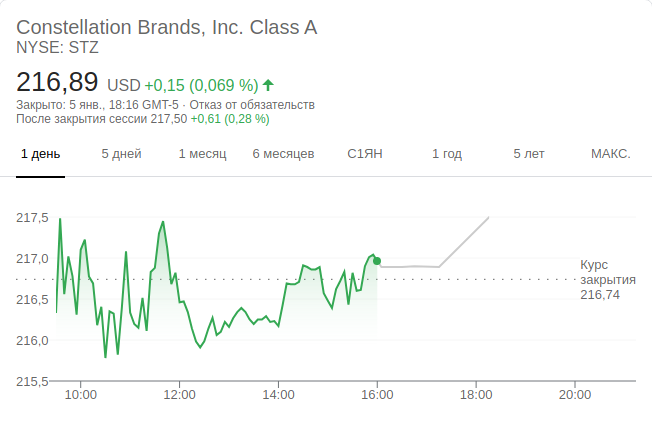 Constellation Brands, Inc. Class A
NYSE: STZ
216,89 USD +0,15 (0,069 %)
Закрыто: 5 янв., 18:16 GMT-5 · Отказ от обязательств
После закрытия сессии 217,50 +0,61 (0,28 %)
1 день 5 дней 1 месяц 6 месяцев С1ЯН 1 год 5 лет МАКС.
217,5
217,0
216,5
216,0
215,5
Курс
закрытия
216,74
10:00 12:00 14:00 16:00 18:00 20:00